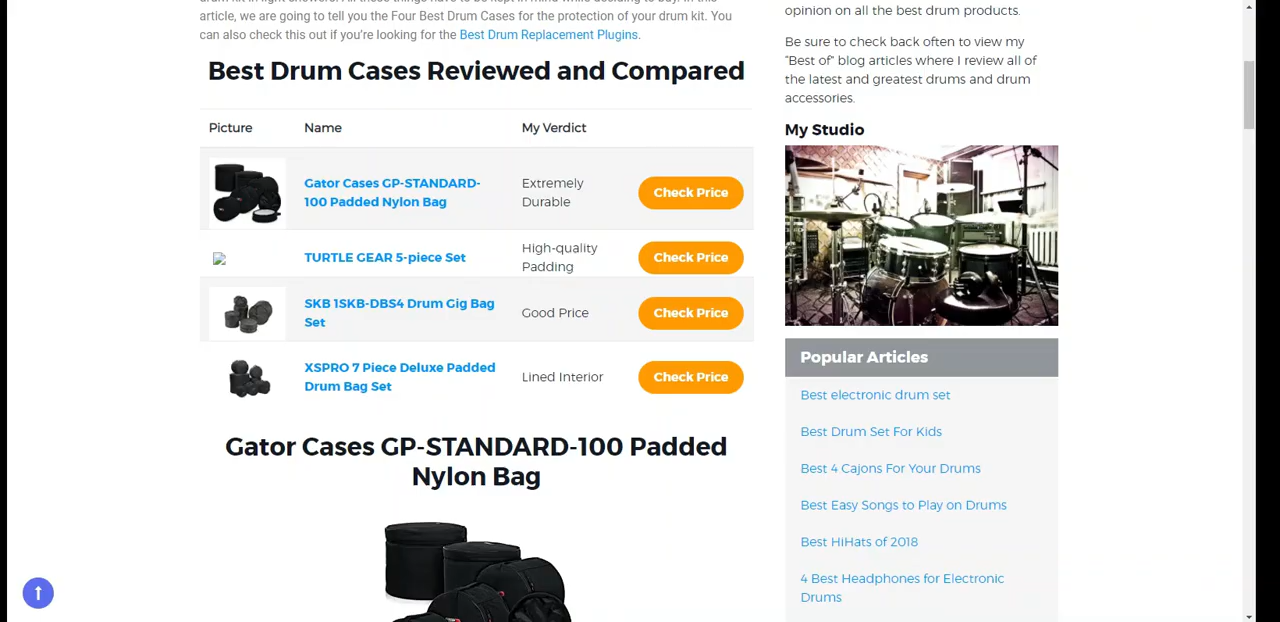 article, we are going to tell you the Four Best Drum Cases for the protection of your drum kit. You
can also check this out if you're looking for the Best Drum Replacement Plugins.
Best Drum Cases Reviewed and Compared
Picture Name My Verdict
Gator Cases GP-STANDARD-
100 Padded Nylon Bag
Extremely
Durable
Check Price
TURTLE GEAR 5-piece Set
High-quality
Padding
Check Price
SKB 1SKB-DBS4 Drum Gig Bag
Set
Good Price
Check Price
XSPRO 7 Piece Deluxe Padded
Drum Bag Set
Lined Interior
Check Price
Gator Cases GP-STANDARD-100 Padded
Nylon Bag
opinion on all the best drum products.
Be sure to check back often to view my
"Best of" blog articles where I review all of
the latest and greatest drums and drum
accessories.
My Studio
Popular Articles
Best electronic drum set
Best Drum Set For Kids
Best 4 Cajons For Your Drums
Best Easy Songs to Play on Drums
Best HiHats of 2018
4 Best Headphones for Electronic
Drums